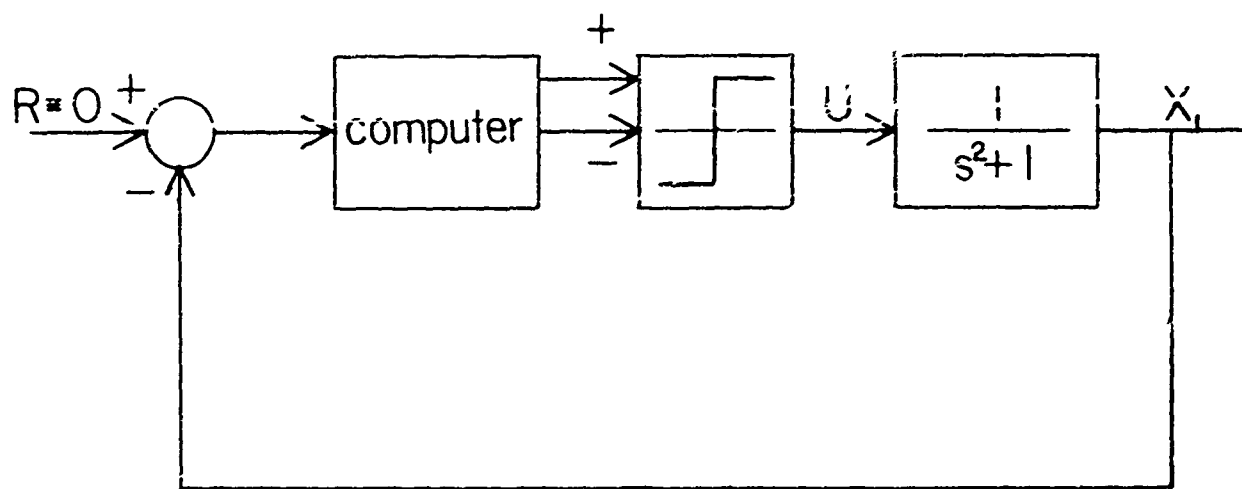 +
R=0 +
-
computer
+
-
U
1
s²+1
X₁